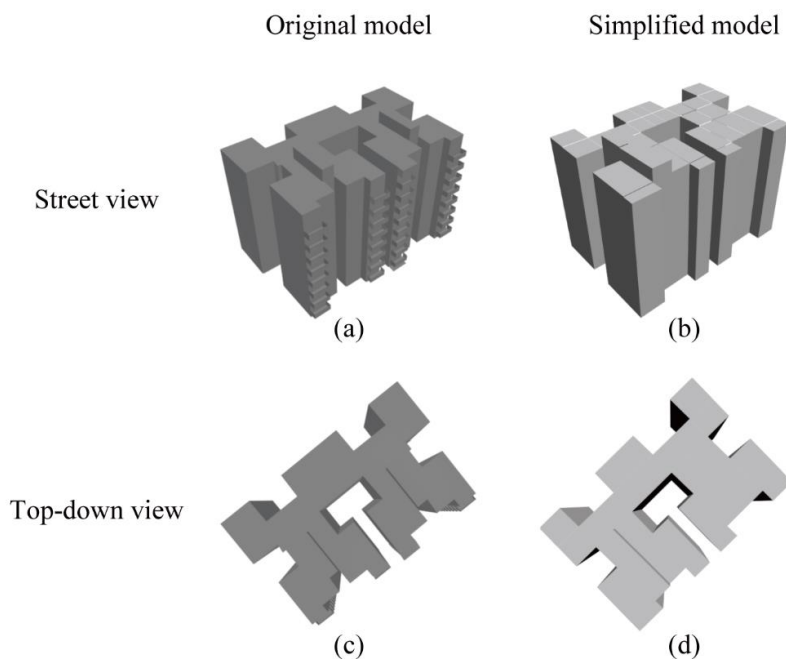 Original model
Simplified model
Street view
(a)
(b)
Top-down view
(c)
(d)